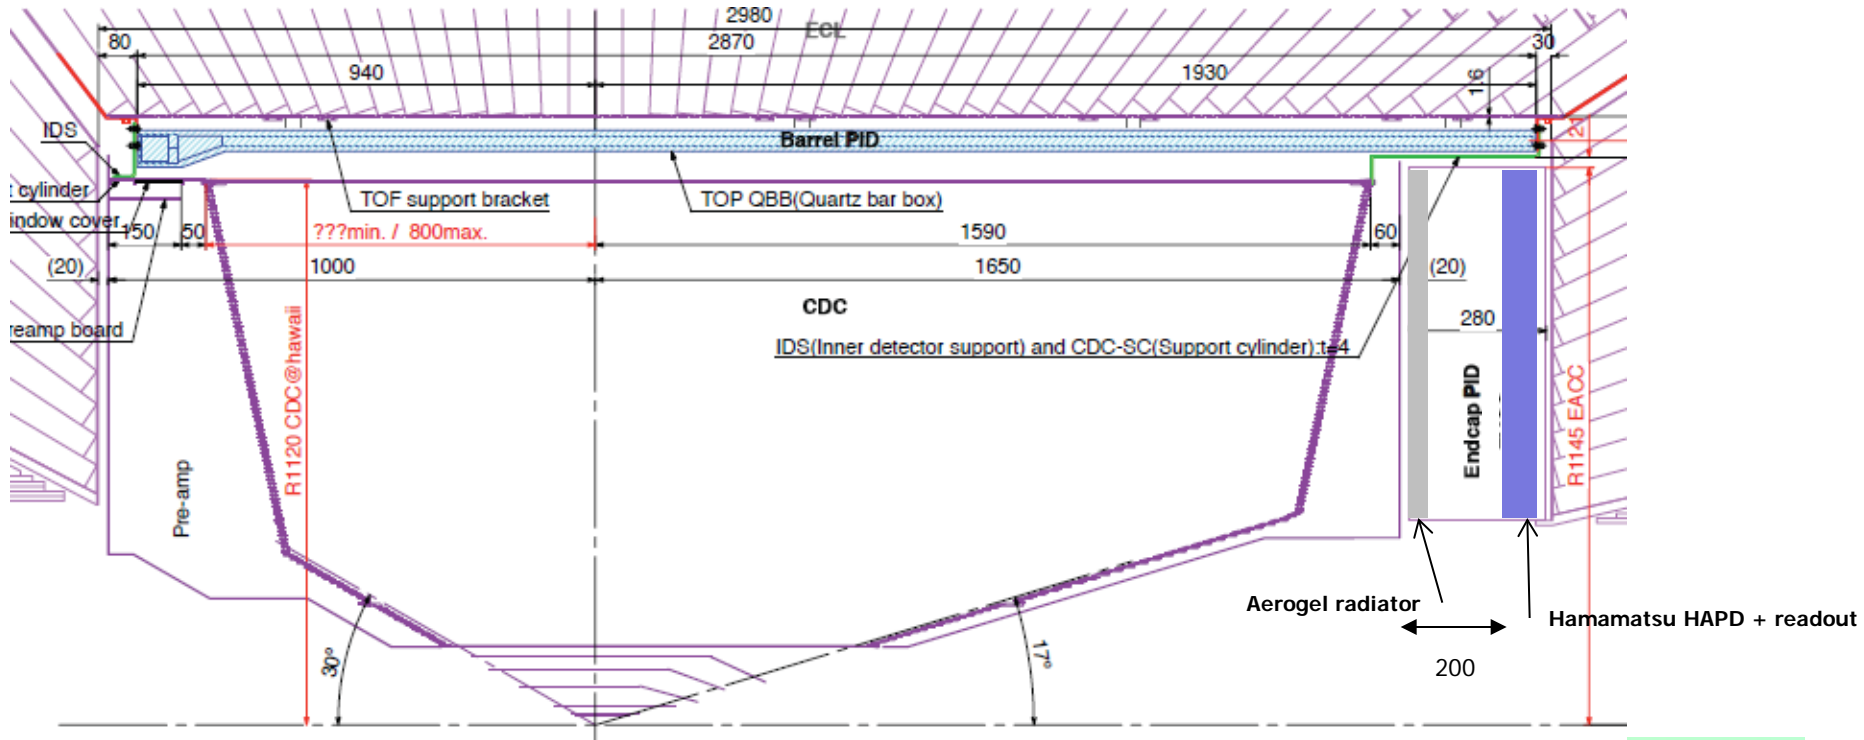 2980
ECL
80
2870
30
940
1930
16
IDS
Barrel PID
21
t cylinder
TOF support bracket
TOP QBB(Quartz bar box)
indow cover
150
50
???min. / 800max.
1590
60
(20)
1000
1650
(20)
CDC
reamp board
280
IDS(Inner detector support) and CDC-SC(Support cylinder):t=4
R1120 CDC@hawaii
Endcap PID
R1145 EACC
Pre-amp
Aerogel radiator
Hamamatsu HAPD + readout
30°
17°
200